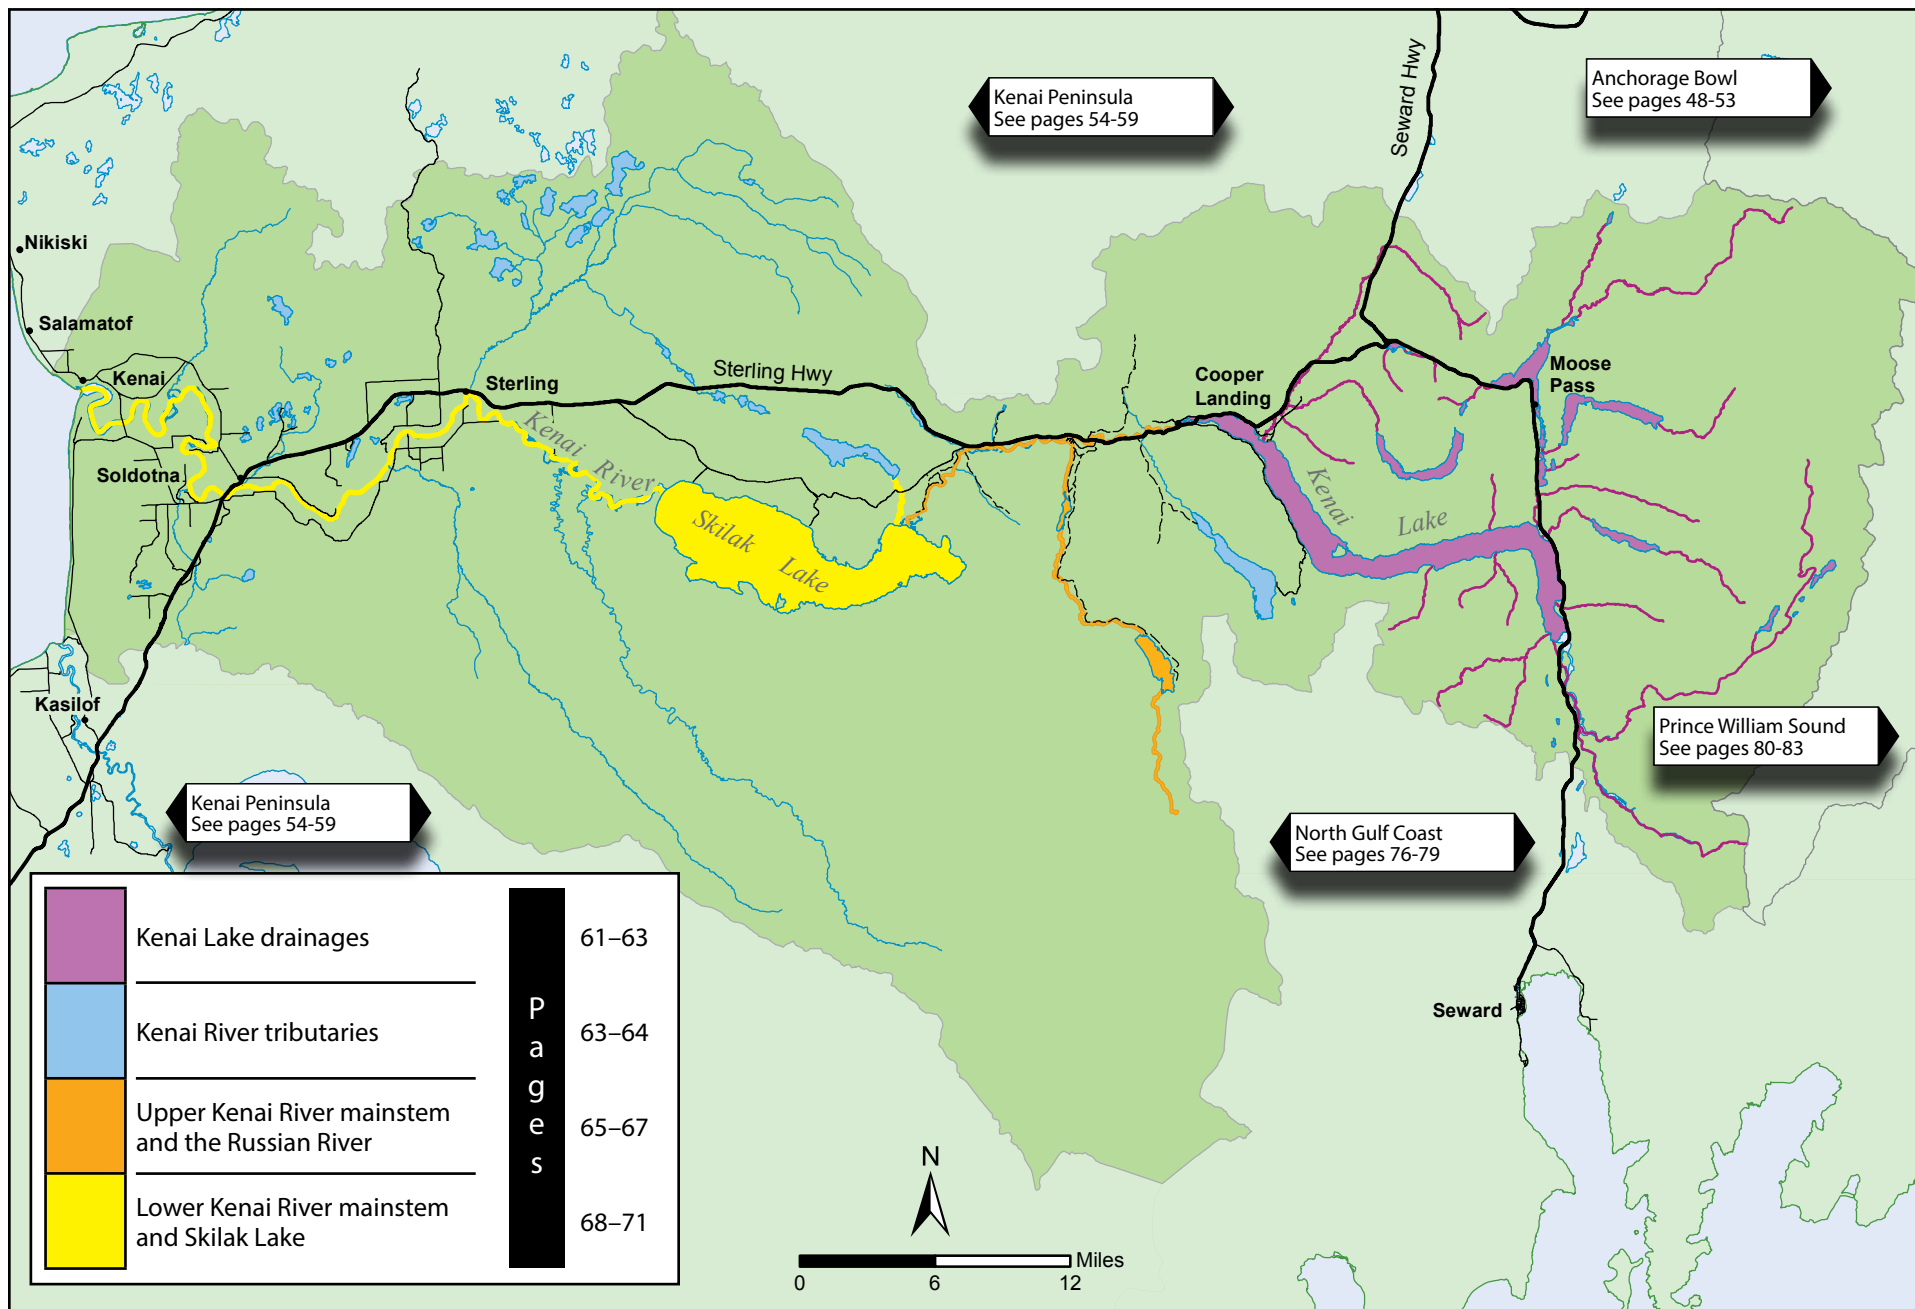 Seward Hwy
Anchorage Bowl
See pages 48-53
Kenai Peninsula
See pages 54-59
Nikiski
Salamatof
Kenai
Sterling
Sterling Hwy
Cooper
Landing
Moose
Pass
Soldotna
Kenai River
Skilak Lake
Kenai Lake
Kasilof
Prince William Sound
See pages 80-83
Kenai Peninsula
See pages 54-59
North Gulf Coast
See pages 76-79
Seward
Pages
Kenai Lake drainages
61–63
Kenai River tributaries
63–64
Upper Kenai River mainstem
and the Russian River
65–67
Lower Kenai River mainstem
and Skilak Lake
68–71
N
Miles
0 6 12